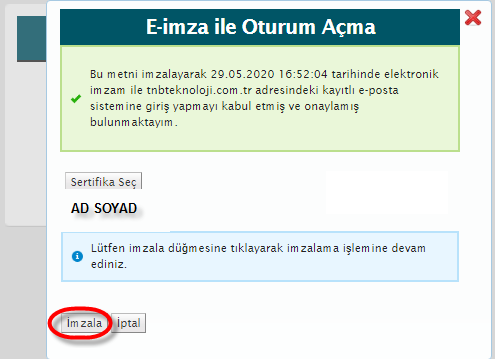 E-imza ile Oturum Açma
Bu metni imzalayarak 29.05.2020 16:52:04 tarihinde elektronik
imzam ile tnbteknoloji.com.tr adresindeki kayıtlı e-posta
sistemine giriş yapmayı kabul etmiş ve onaylamış
bulunmaktayım.
Sertifika Seç
AD SOYAD
Lütfen imzala düğmesine tıklayarak imzalama işlemine devam
ediniz.
İmzala İptal